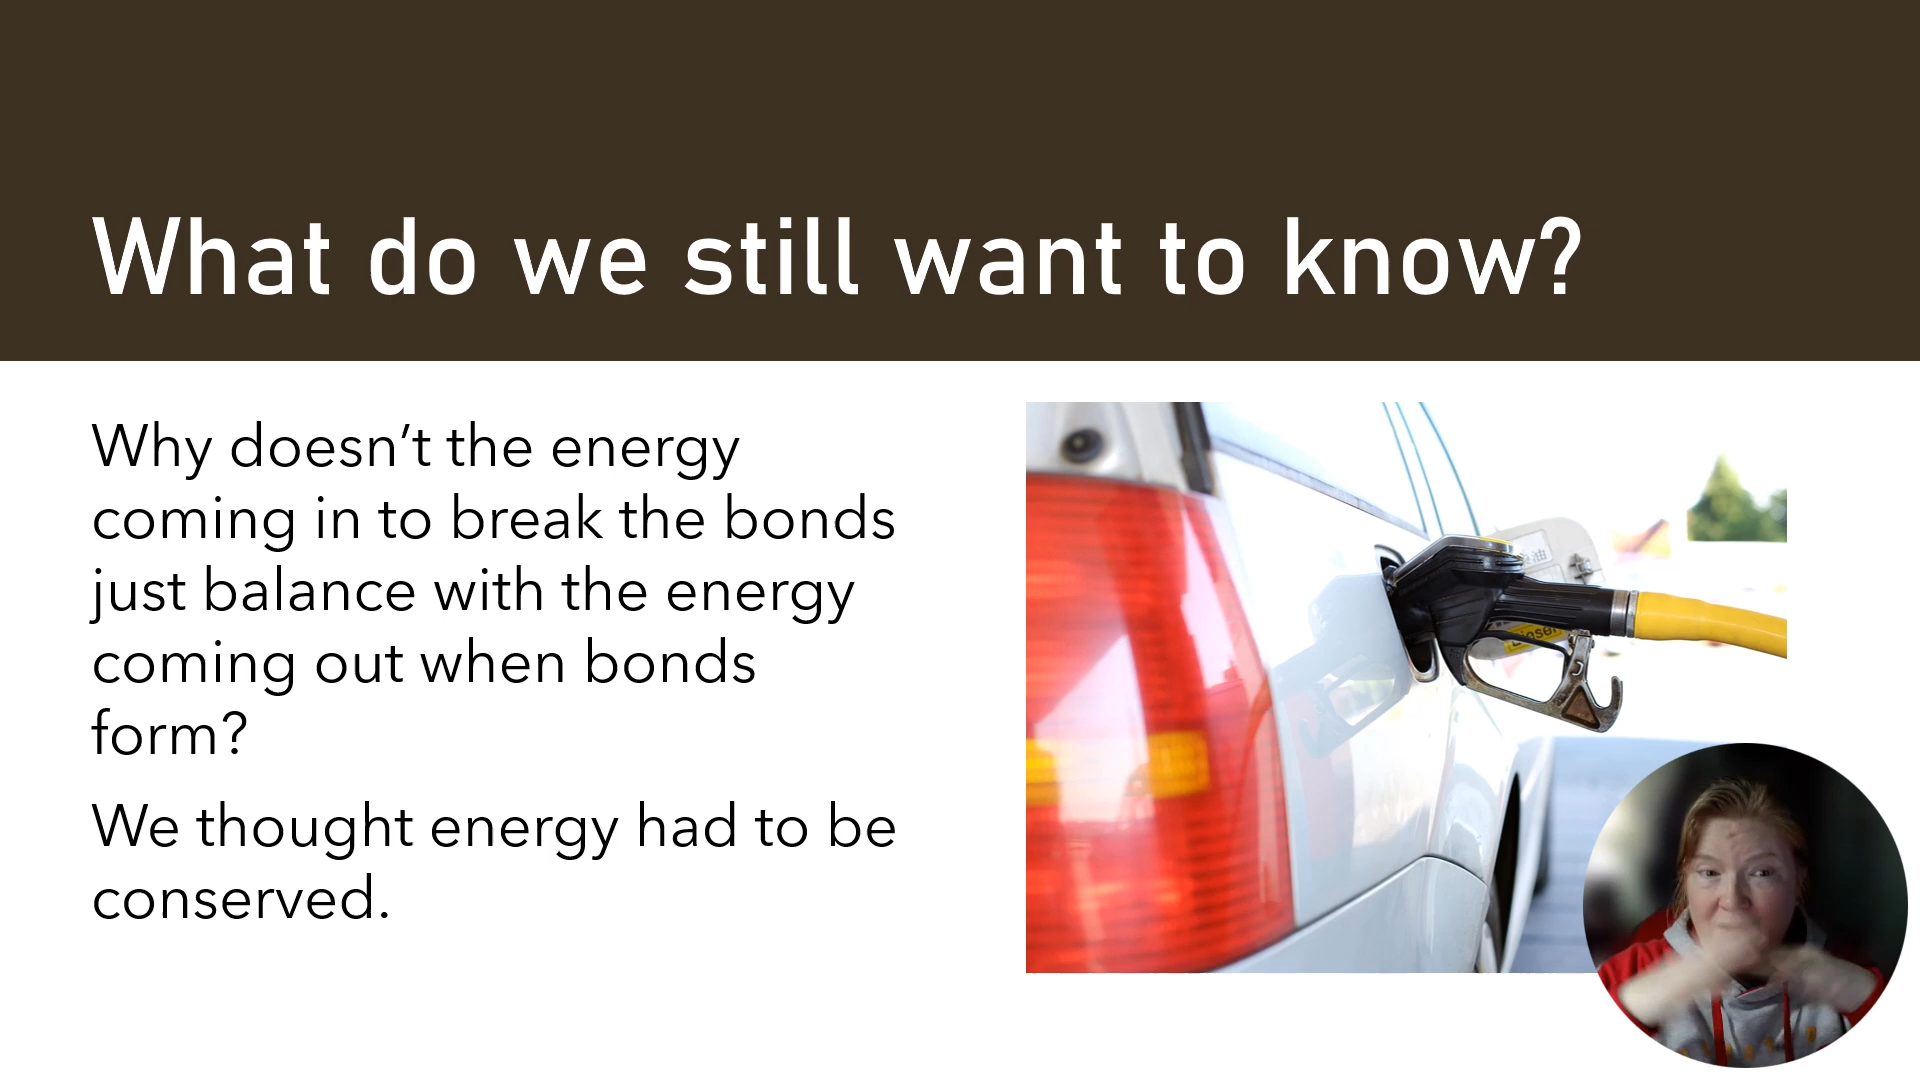 What do we still want to know?
Why doesn’t the energy
coming in to break the bonds
just balance with the energy
coming out when bonds
form?
We thought energy had to be
conserved.